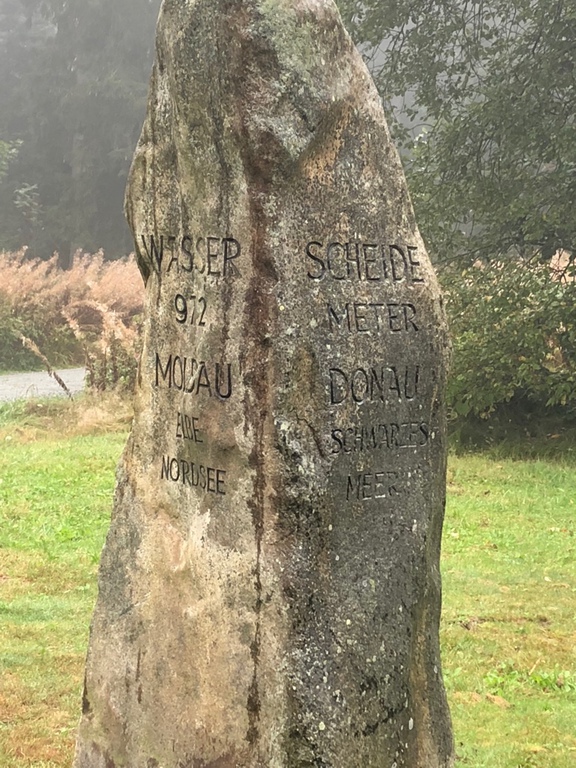 WASSER SCHEIDE
972 METER
MOLDAU DONAU
ELBE SCHWARZES
NORDSEE MEER